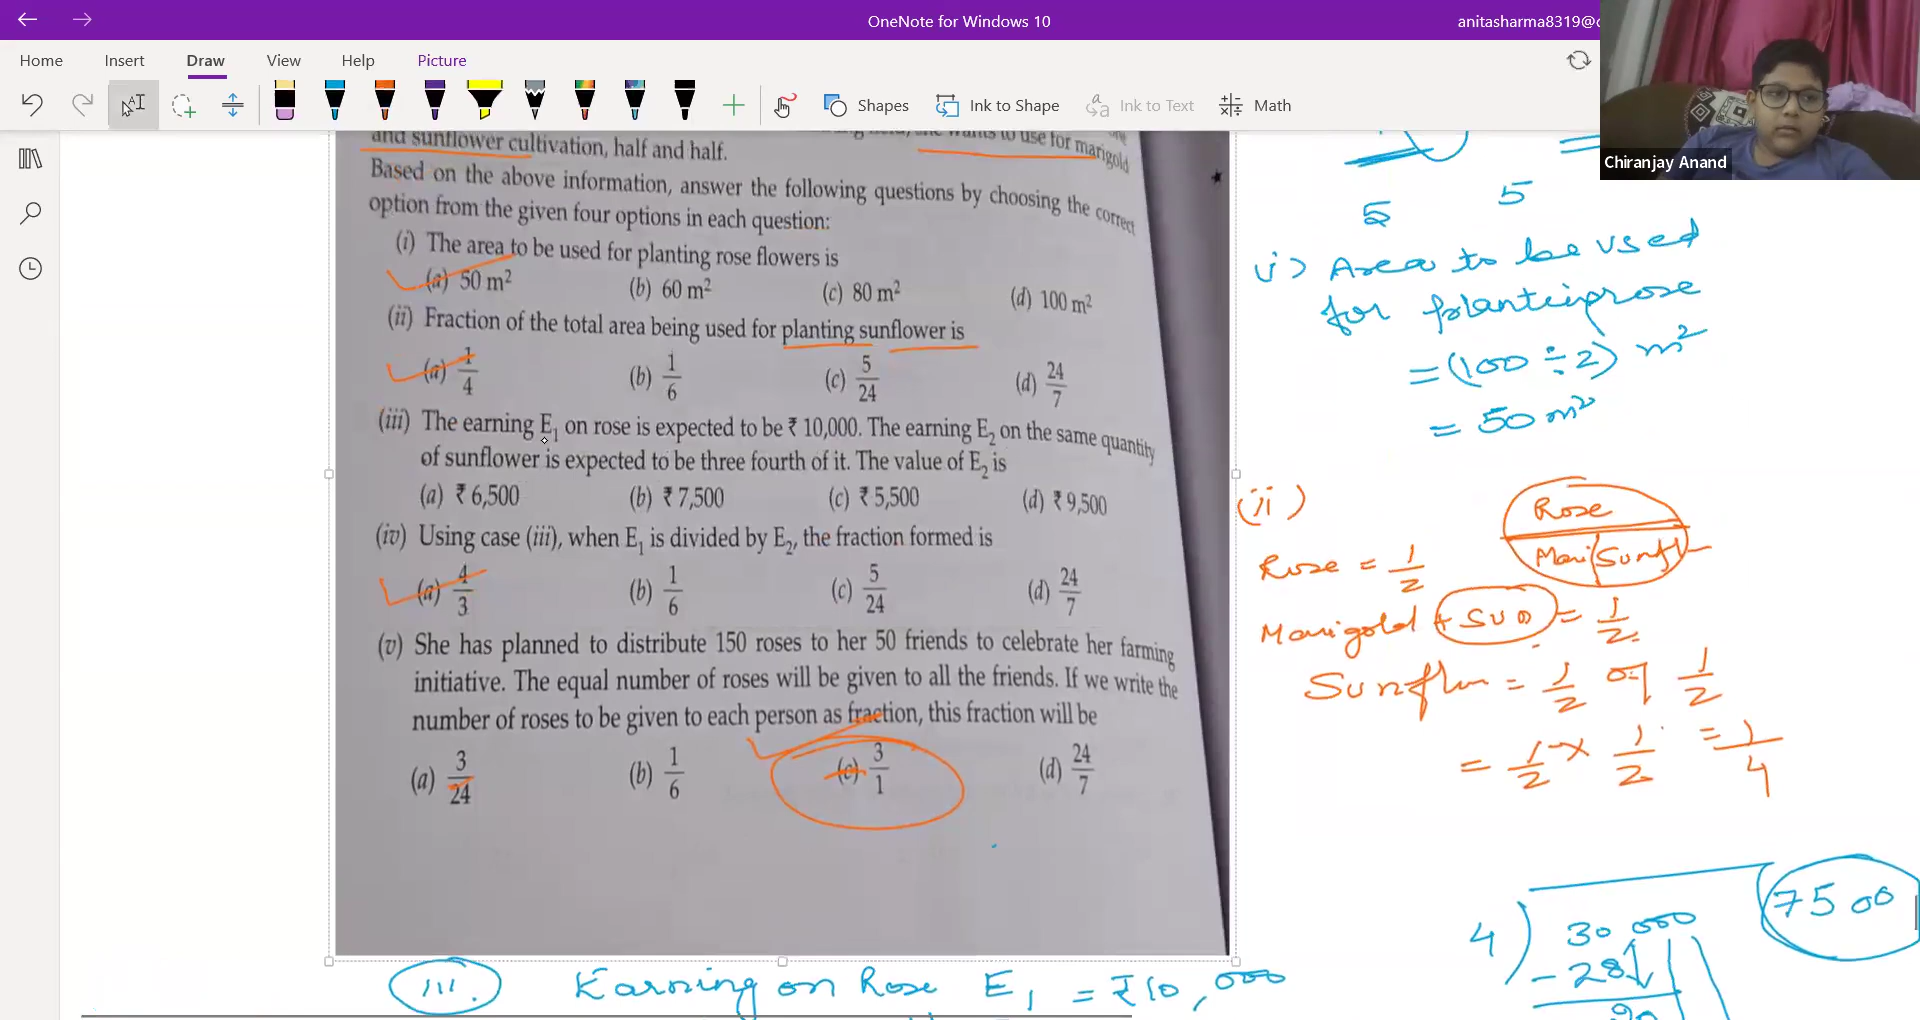 OneNote for Windows 10
anitasharma8319@
Home Insert Draw View Help Picture
Shapes Ink to Shape Ink to Text Math
Chiranjay Anand
wants to use for marigold
and sunflower cultivation, half and half.
Based on the above information, answer the following questions by choosing the correct
option from the given four options in each question:
(i) The area to be used for planting rose flowers is
(a) 50 m² (b) 60 m² (c) 80 m² (d) 100 m²
(ii) Fraction of the total area being used for planting sunflower is
(a) 1/4 (b) 1/6 (c) 5/24 (d) 24/7
(iii) The earning E₁ on rose is expected to be ₹ 10,000. The earning E₂ on the same quantity
of sunflower is expected to be three fourth of it. The value of E₂ is
(a) ₹ 6,500 (b) ₹ 7,500 (c) ₹ 5,500 (d) ₹ 9,500
(iv) Using case (iii), when E₁ is divided by E₂, the fraction formed is
(a) 4/3 (b) 1/6 (c) 5/24 (d) 24/7
(v) She has planned to distribute 150 roses to her 50 friends to celebrate her farming
initiative. The equal number of roses will be given to all the friends. If we write the
number of roses to be given to each person as fraction, this fraction will be
(a) 3/24 (b) 1/6 (c) 3/1 (d) 24/7
iii. Earning on Rose E₁ = ₹10,000
5 5
i) Area to be used
for planting rose
= (100 ÷ 2) m²
= 50 m²
(ii)
Rose
Mari Sunfl
Rose = 1/2
Marigold + Sun = 1/2
Sunflow = 1/2 of 1/2
= 1/2 × 1/2 = 1/4
7500
4 30000
- 28
20